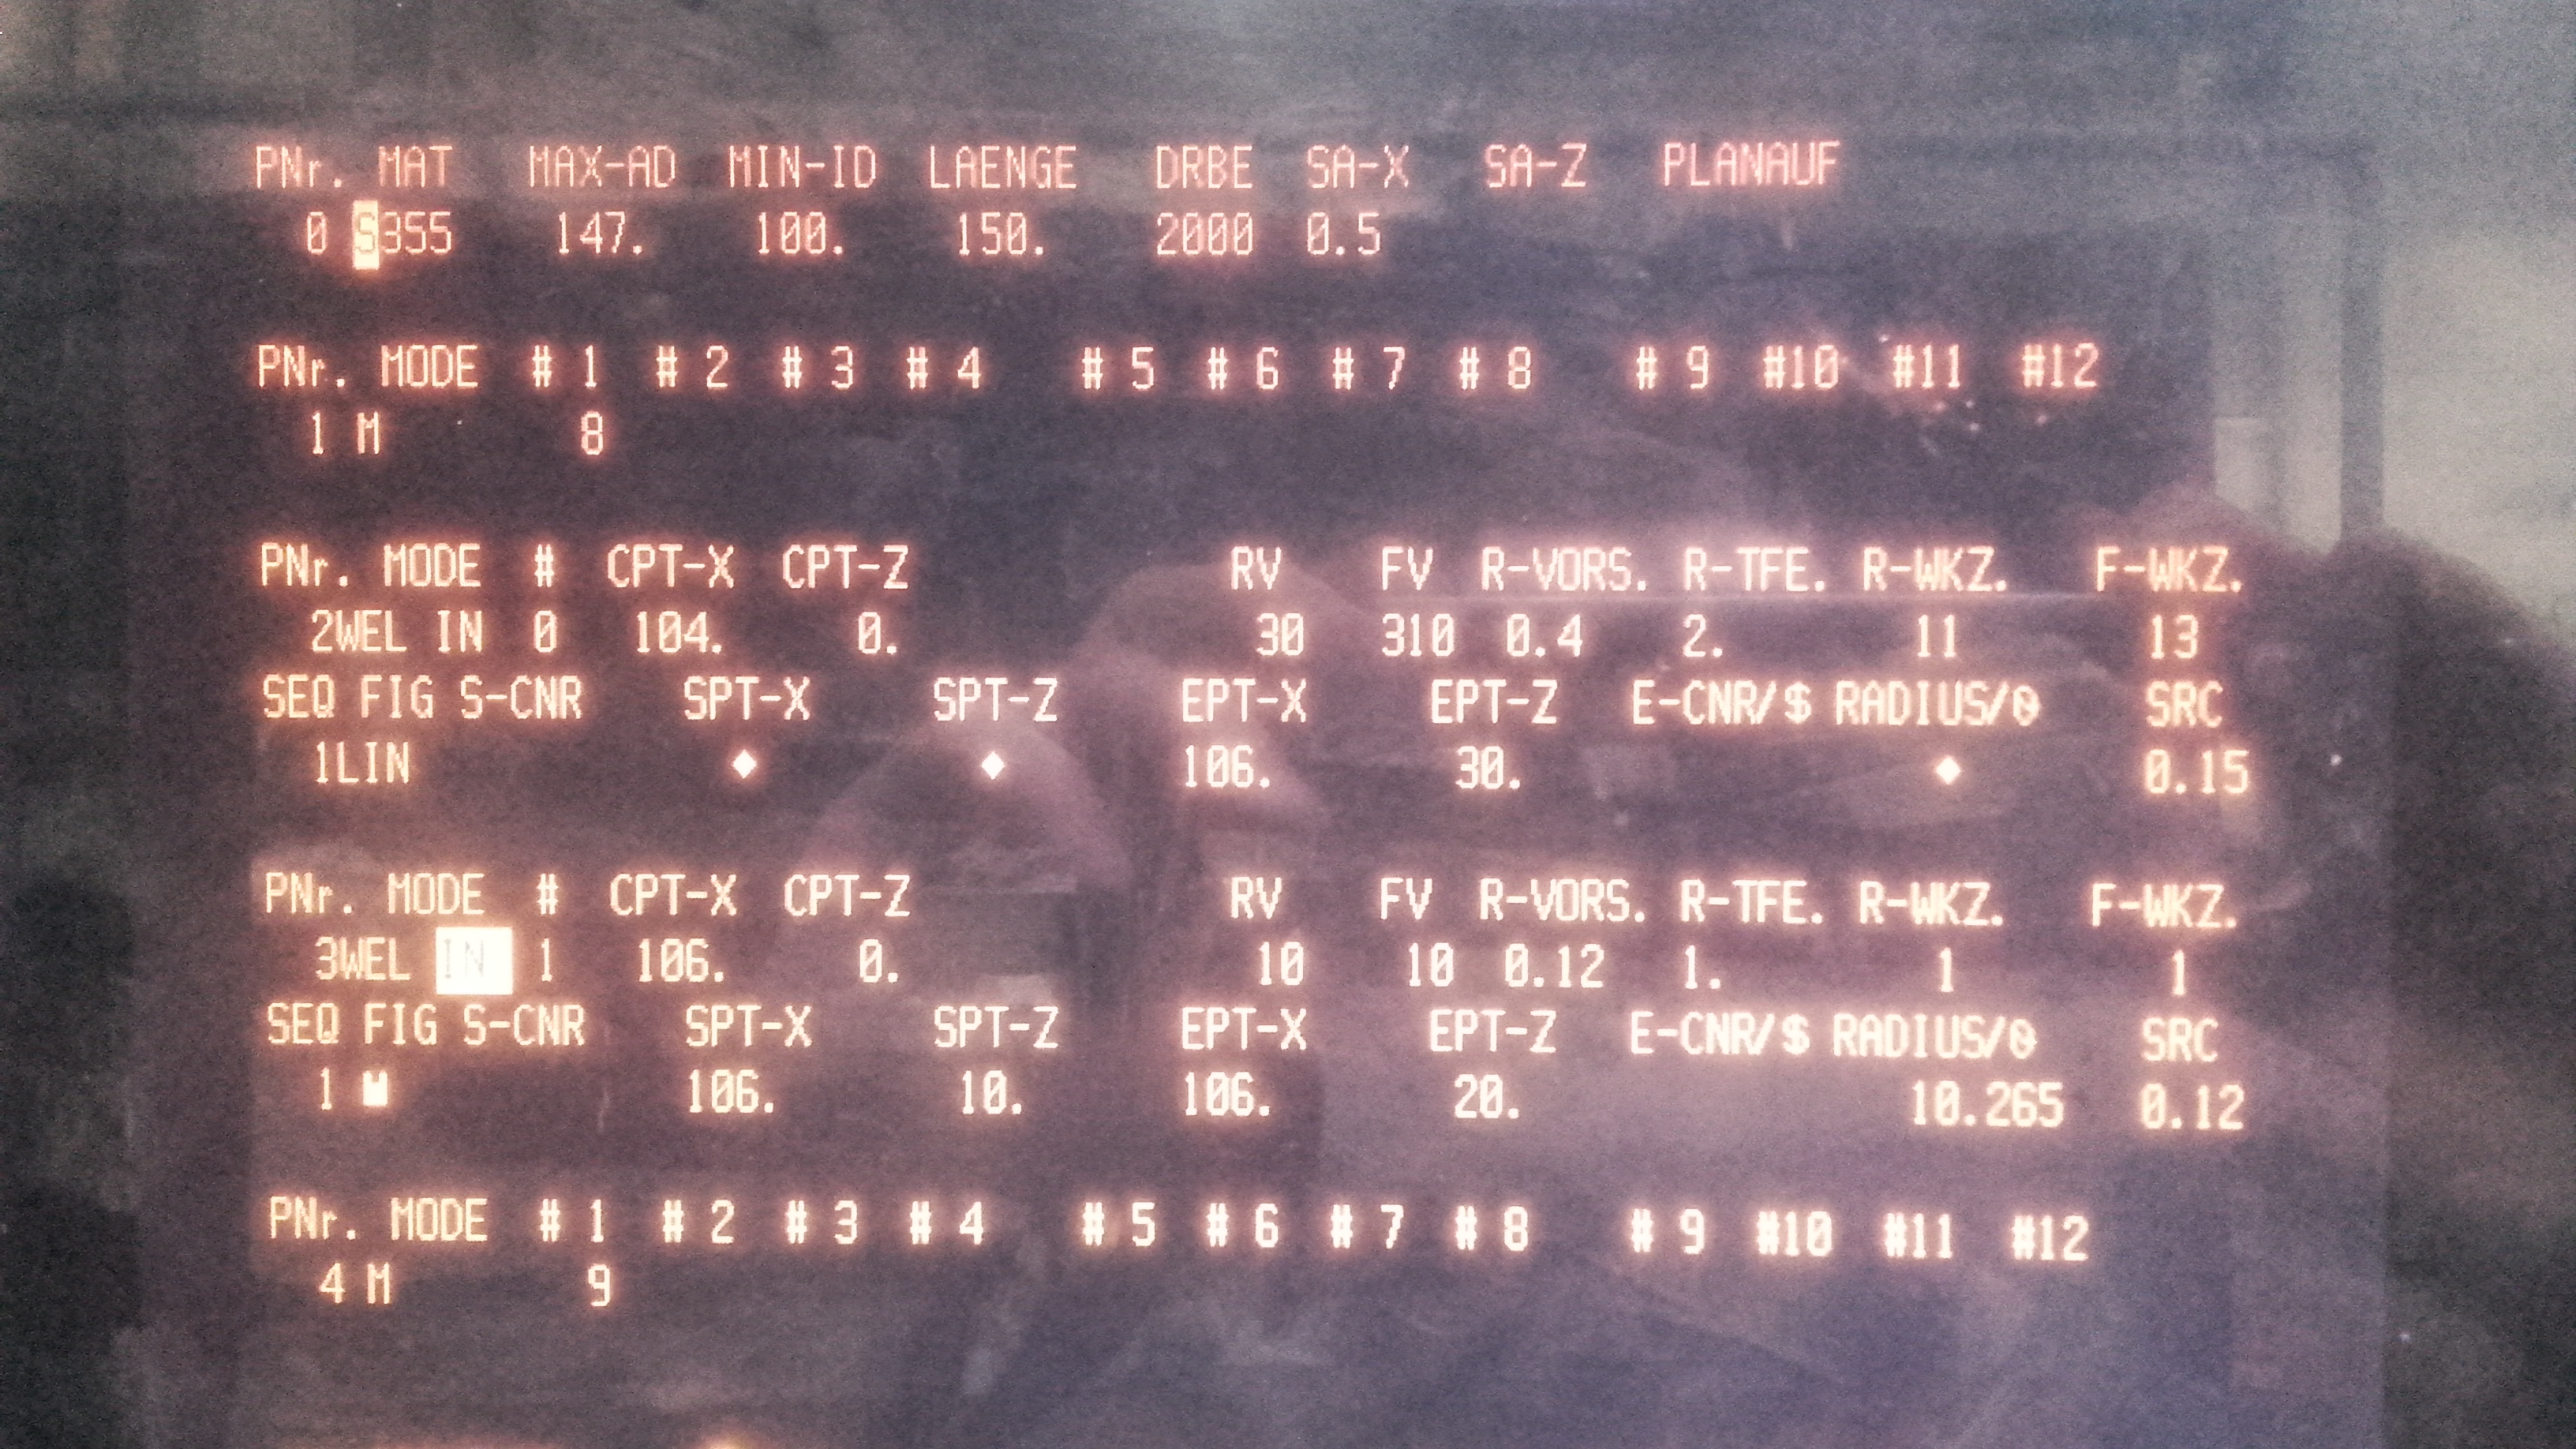 PNr. MAT MAX-AD MIN-ID LAENGE DRBE SA-X SA-Z PLANAUF
0 S355 147. 100. 150. 2000 0.5
PNr. MODE # 1 # 2 # 3 # 4 # 5 # 6 # 7 # 8 # 9 #10 #11 #12
1 M 8
PNr. MODE # CPT-X CPT-Z RV FV R-VORS. R-TFE. R-WKZ. F-WKZ.
2WEL IN 0 104. 0. 30 310 0.4 2. 11 13
SEQ FIG S-CNR SPT-X SPT-Z EPT-X EPT-Z E-CNR/$ RADIUS/θ SRC
1LIN ◆ ◆ 106. 30. ◆ 0.15
PNr. MODE # CPT-X CPT-Z RV FV R-VORS. R-TFE. R-WKZ. F-WKZ.
3WEL IN 1 106. 0. 10 10 0.12 1. 1 1
SEQ FIG S-CNR SPT-X SPT-Z EPT-X EPT-Z E-CNR/$ RADIUS/θ SRC
1 106. 10. 106. 20. 10.265 0.12
PNr. MODE # 1 # 2 # 3 # 4 # 5 # 6 # 7 # 8 # 9 #10 #11 #12
4 M 9